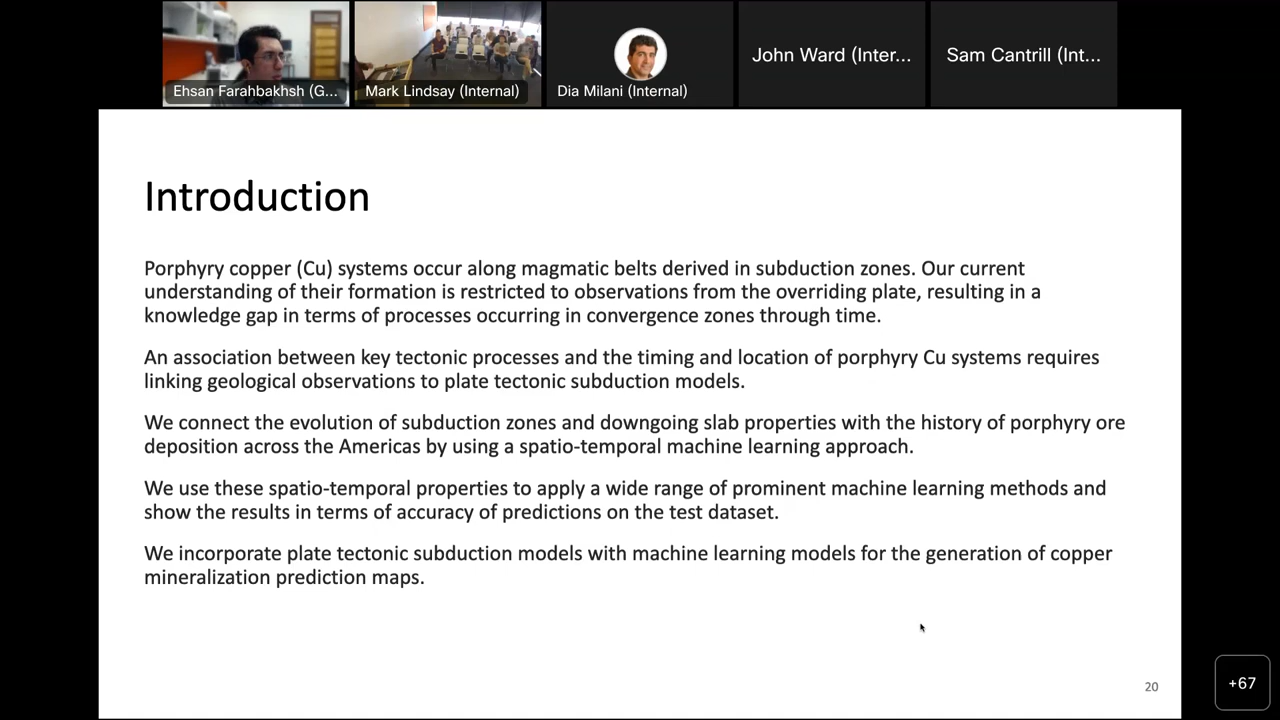 Ehsan Farahbakhsh (G...
Mark Lindsay (Internal)
Dia Milani (Internal)
John Ward (Inter...
Sam Cantrill (Int...
Introduction
Porphyry copper (Cu) systems occur along magmatic belts derived in subduction zones. Our current
understanding of their formation is restricted to observations from the overriding plate, resulting in a
knowledge gap in terms of processes occurring in convergence zones through time.
An association between key tectonic processes and the timing and location of porphyry Cu systems requires
linking geological observations to plate tectonic subduction models.
We connect the evolution of subduction zones and downgoing slab properties with the history of porphyry ore
deposition across the Americas by using a spatio-temporal machine learning approach.
We use these spatio-temporal properties to apply a wide range of prominent machine learning methods and
show the results in terms of accuracy of predictions on the test dataset.
We incorporate plate tectonic subduction models with machine learning models for the generation of copper
mineralization prediction maps.
20
+67